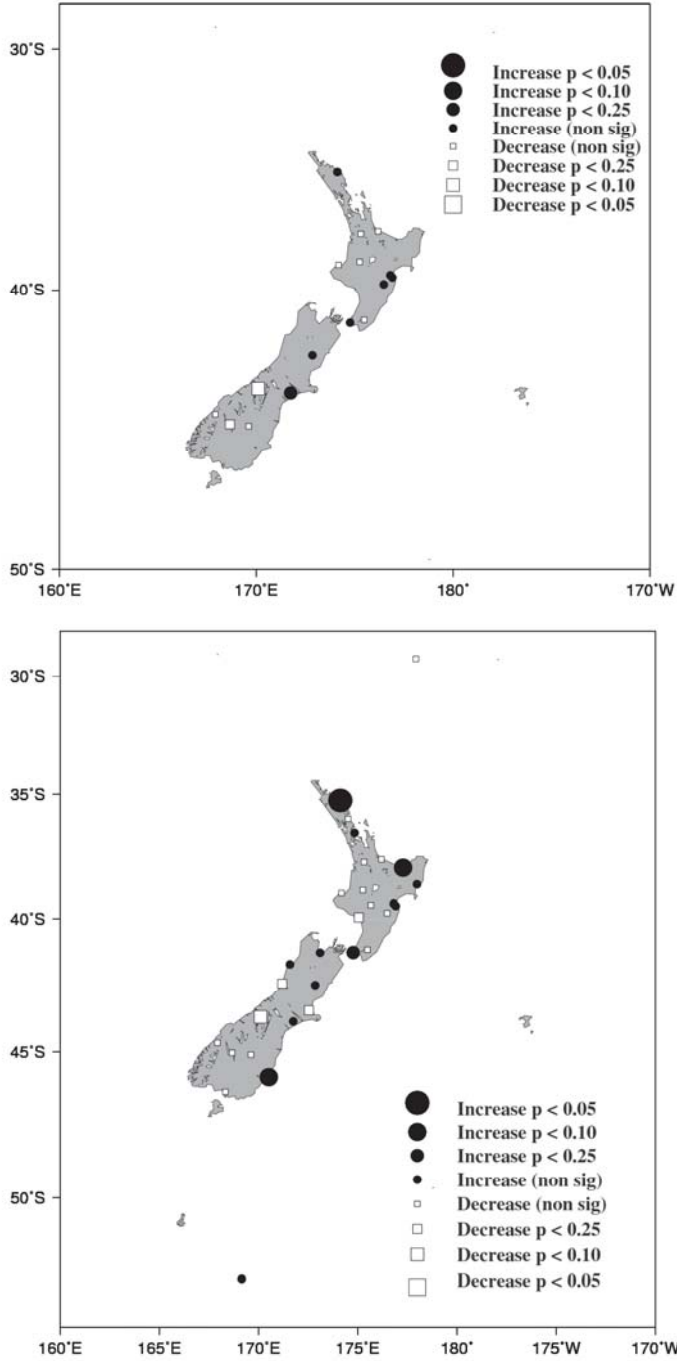 30°S
Increase p < 0.05
Increase p < 0.10
Increase p < 0.25
Increase (non sig)
Decrease (non sig)
Decrease p < 0.25
Decrease p < 0.10
Decrease p < 0.05
40°S
50°S
160°E 170°E 180° 170°W
30°S
35°S
40°S
45°S
Increase p < 0.05
Increase p < 0.10
Increase p < 0.25
Increase (non sig)
50°S
Decrease (non sig)
Decrease p < 0.25
Decrease p < 0.10
Decrease p < 0.05
160°E 165°E 170°E 175°E 180° 175°W 170°W